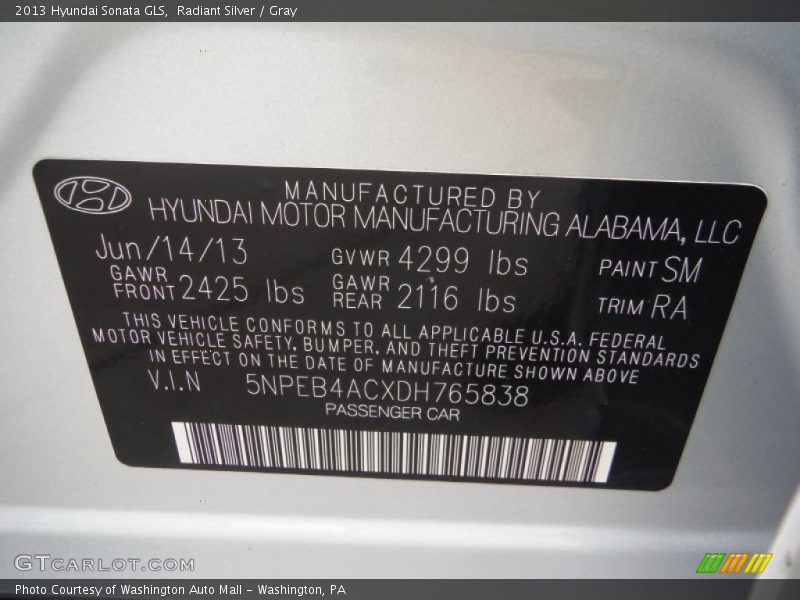 2013 Hyundai Sonata GLS, Radiant Silver / Gray
MANUFACTURED BY
HYUNDAI MOTOR MANUFACTURING ALABAMA, LLC
Jun/14/13 GVWR 4299 lbs PAINT SM
GAWR FRONT 2425 lbs GAWR REAR 2116 lbs TRIM RA
THIS VEHICLE CONFORMS TO ALL APPLICABLE U.S.A. FEDERAL
MOTOR VEHICLE SAFETY, BUMPER, AND THEFT PREVENTION STANDARDS
IN EFFECT ON THE DATE OF MANUFACTURE SHOWN ABOVE
V.I.N 5NPEB4ACXDH765838
PASSENGER CAR
GTCARLOT.COM
Photo Courtesy of Washington Auto Mall - Washington, PA